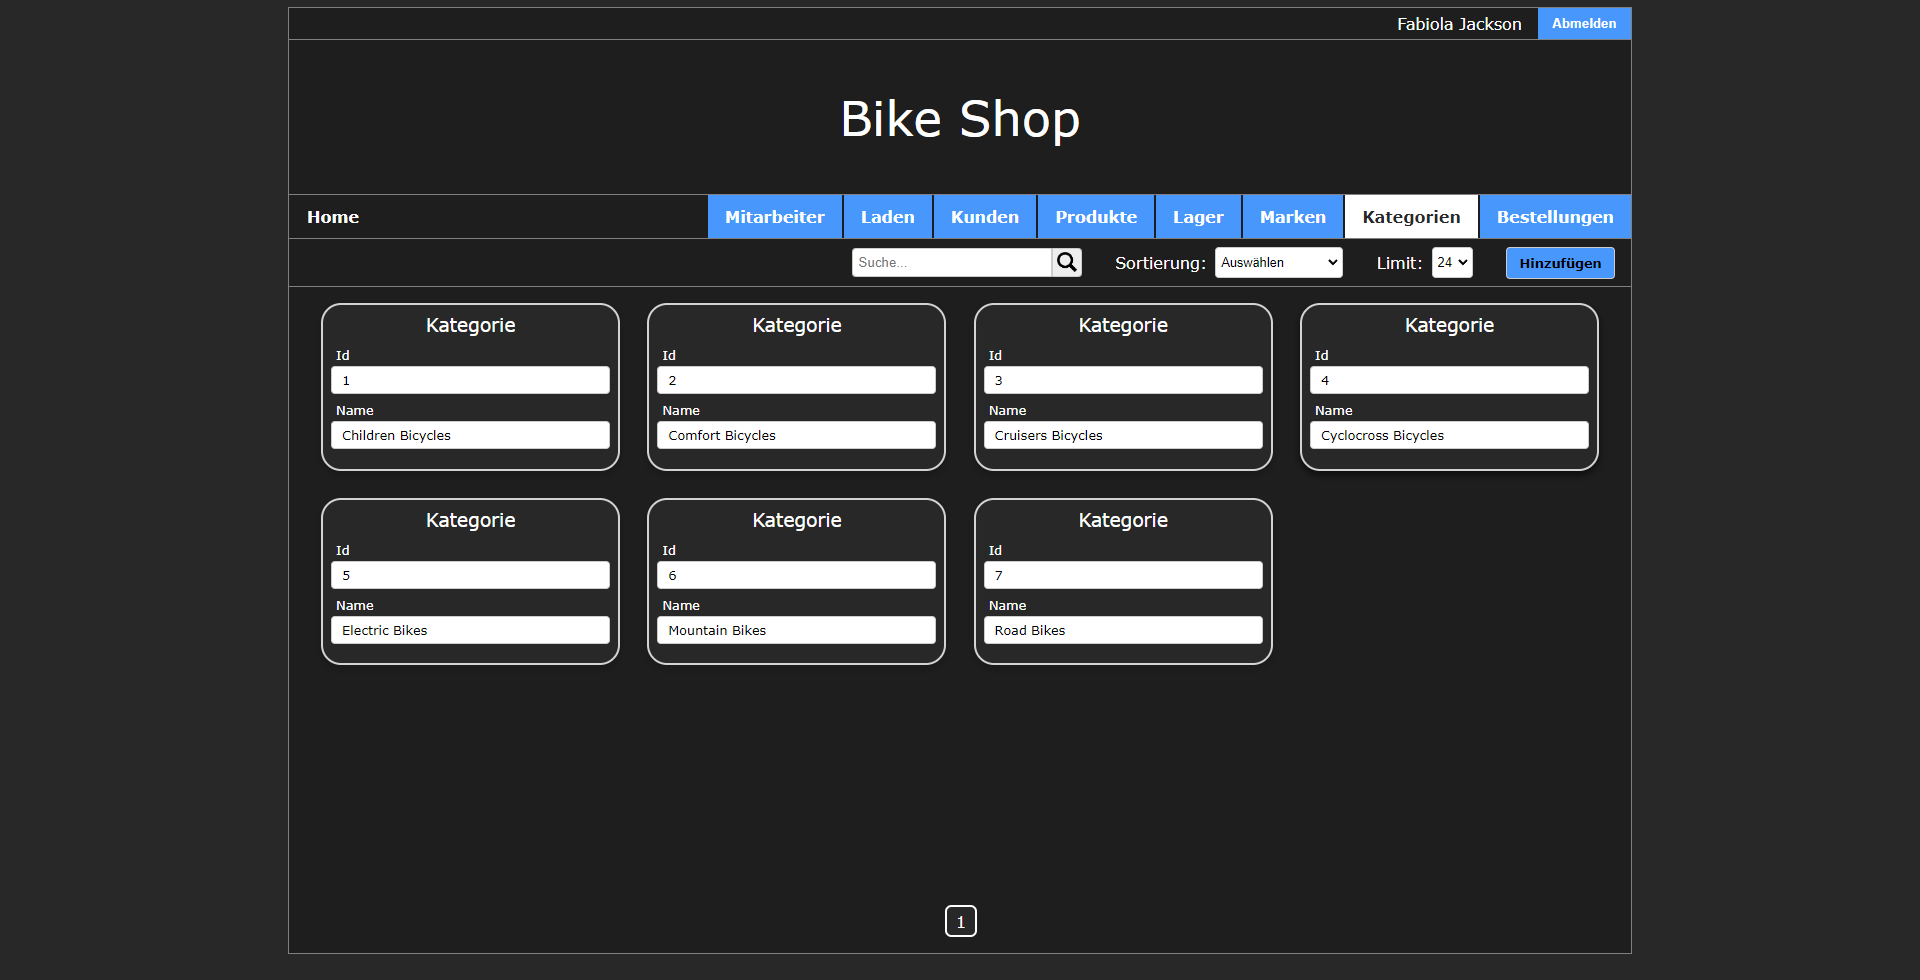 Fabiola Jackson Abmelden
Bike Shop
Home Mitarbeiter Laden Kunden Produkte Lager Marken Kategorien Bestellungen
Suche... Sortierung: Auswählen Limit: 24 Hinzufügen
Kategorie
Id
1
Name
Children Bicycles
Kategorie
Id
2
Name
Comfort Bicycles
Kategorie
Id
3
Name
Cruisers Bicycles
Kategorie
Id
4
Name
Cyclocross Bicycles
Kategorie
Id
5
Name
Electric Bikes
Kategorie
Id
6
Name
Mountain Bikes
Kategorie
Id
7
Name
Road Bikes
1